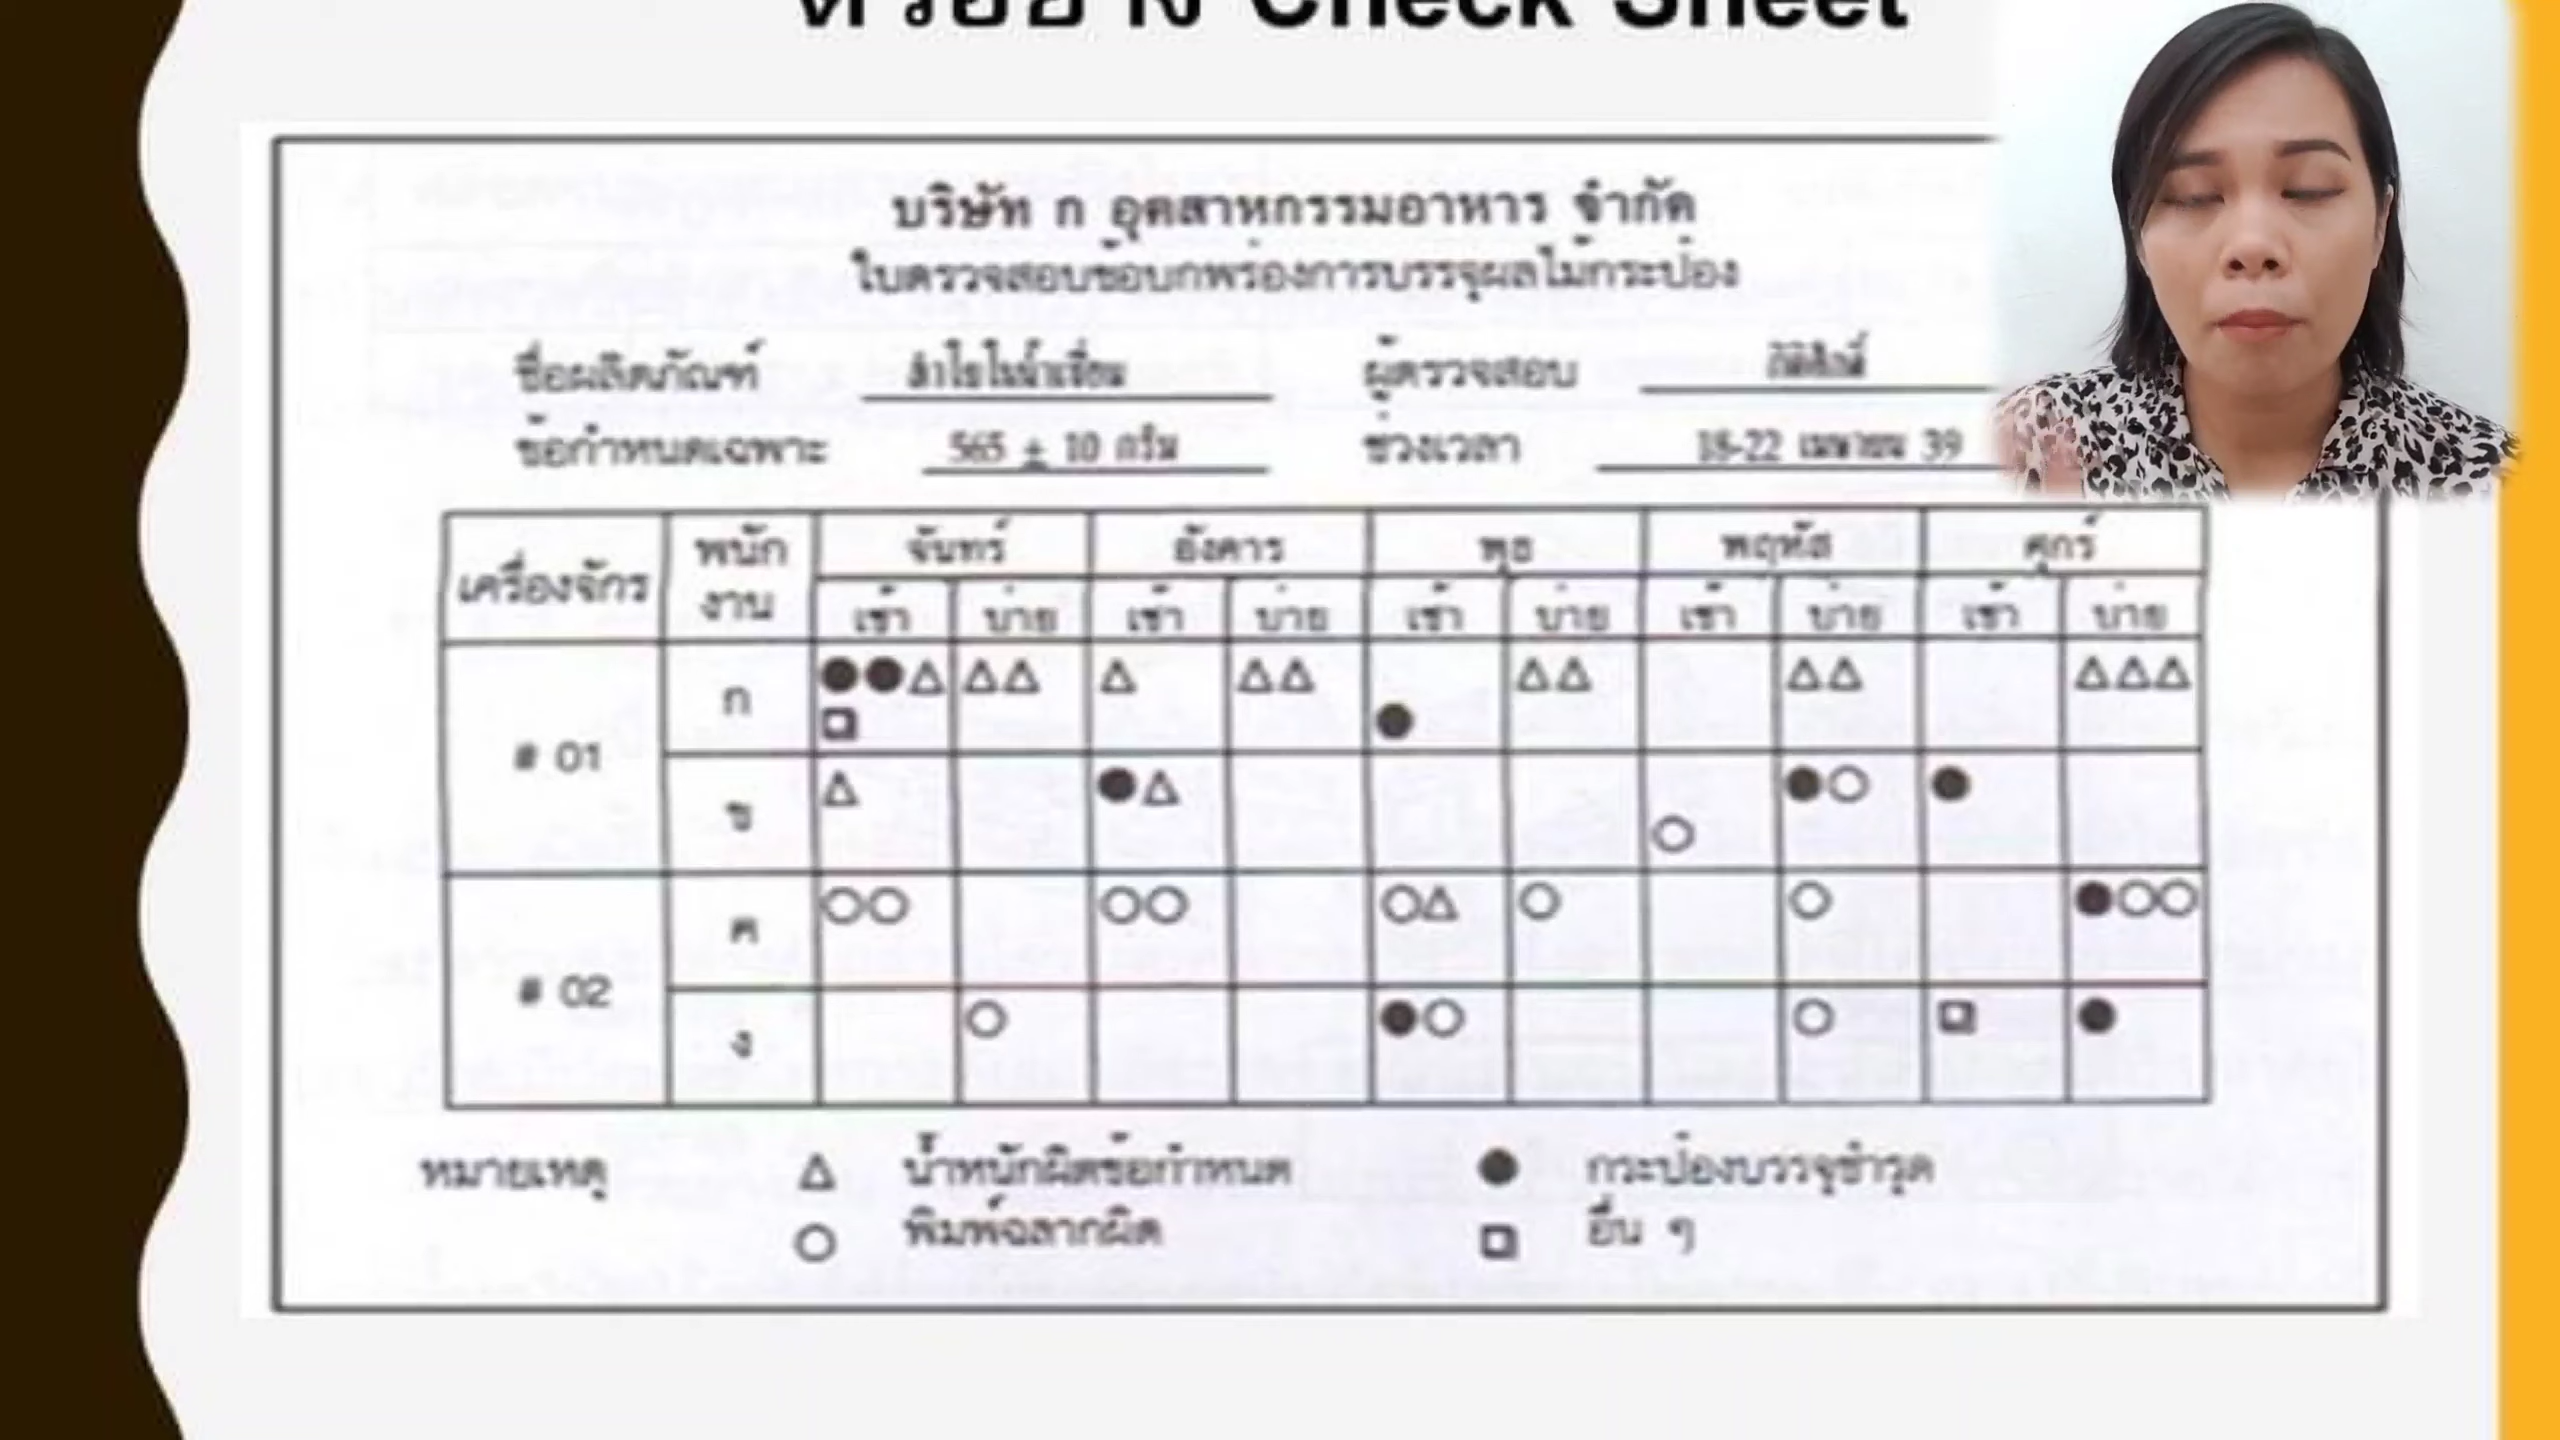 ตัวอย่าง Check Sheet
บริษัท ก อุตสาหกรรมอาหาร จำกัด
ใบตรวจสอบข้อบกพร่องการบรรจุผลไม้กระป๋อง
ชื่อผลิตภัณฑ์ ลำไยในน้ำเชื่อม ผู้ตรวจสอบ
ข้อกำหนดเฉพาะ 565 ± 10 กรัม ช่วงเวลา 18-22 เมษายน 39
เครื่องจักร พนักงาน จันทร์ อังคาร พุธ พฤหัส ศุกร์
เช้า บ่าย เช้า บ่าย เช้า บ่าย เช้า บ่าย เช้า บ่าย
# 01 ก
ข
# 02 ค
ง
หมายเหตุ △ น้ำหนักผิดข้อกำหนด ● กระป๋องบรรจุชำรุด
○ พิมพ์ฉลากผิด □ อื่น ๆ